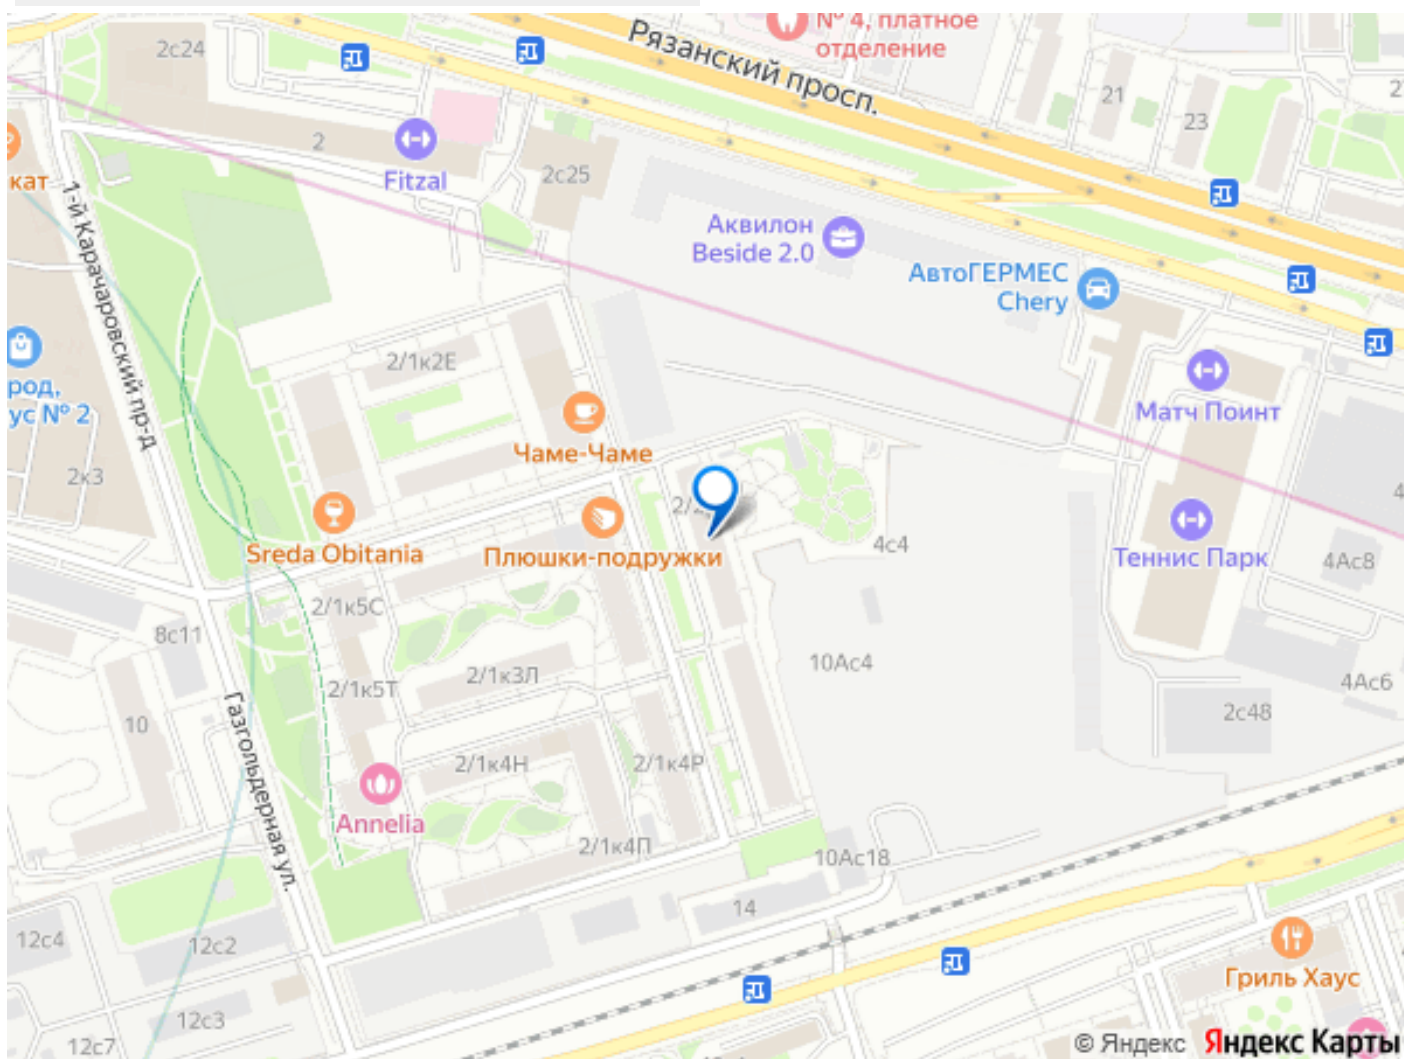 № 4, платное
отделение
Рязанский просп.
2с24
21
23
2
кат
Fitzal
2с25
1-й Карачаровский пр-д
Аквилон
Beside 2.0
АвтоГЕРМЕС
Chery
род,
ус № 2
2/1к2Е
Матч Поинт
Чаме-Чаме
2к3
Sreda Obitania
Плюшки-подружки
4с4
Теннис Парк
4Ас8
2/1к5С
8с11
10Ас4
2/1к3Л
2/1к5Т
4Ас6
2с48
10
Газгольдерная ул.
2/1к4Н
2/1к4Р
Annelia
2/1к4П
10Ас18
14
12с4
12с2
Гриль Хаус
12с3
12с7
© Яндекс Яндекс Карты